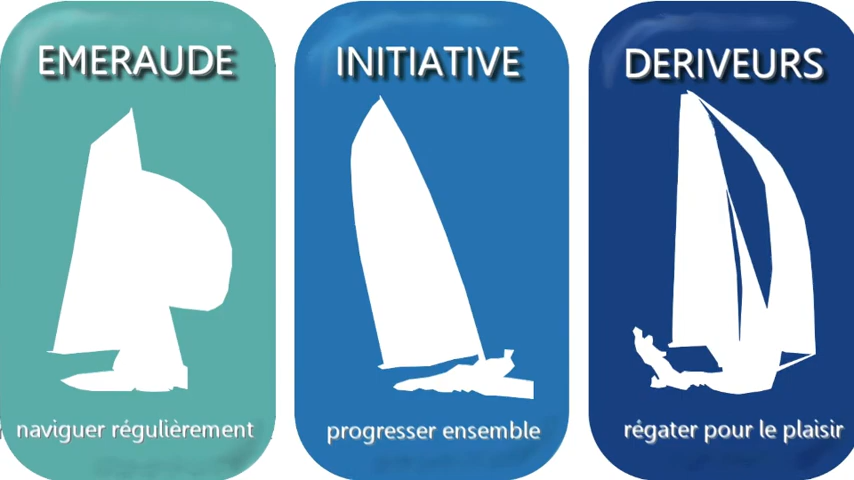 EMERAUDE
naviguer régulièrement
INITIATIVE
progresser ensemble
DERIVEURS
régater pour le plaisir